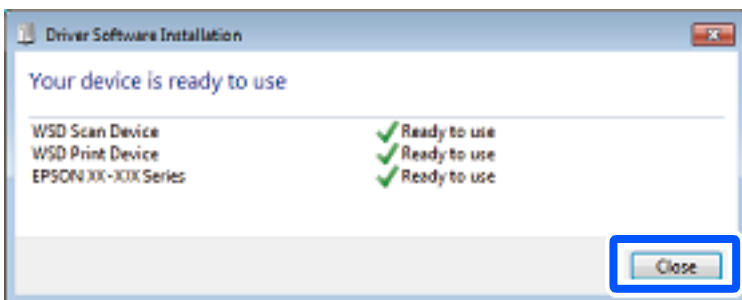 Driver Software Installation
Your device is ready to use
WSD Scan Device Ready to use
WSD Print Device Ready to use
EPSON XX-XXX Series Ready to use
Close